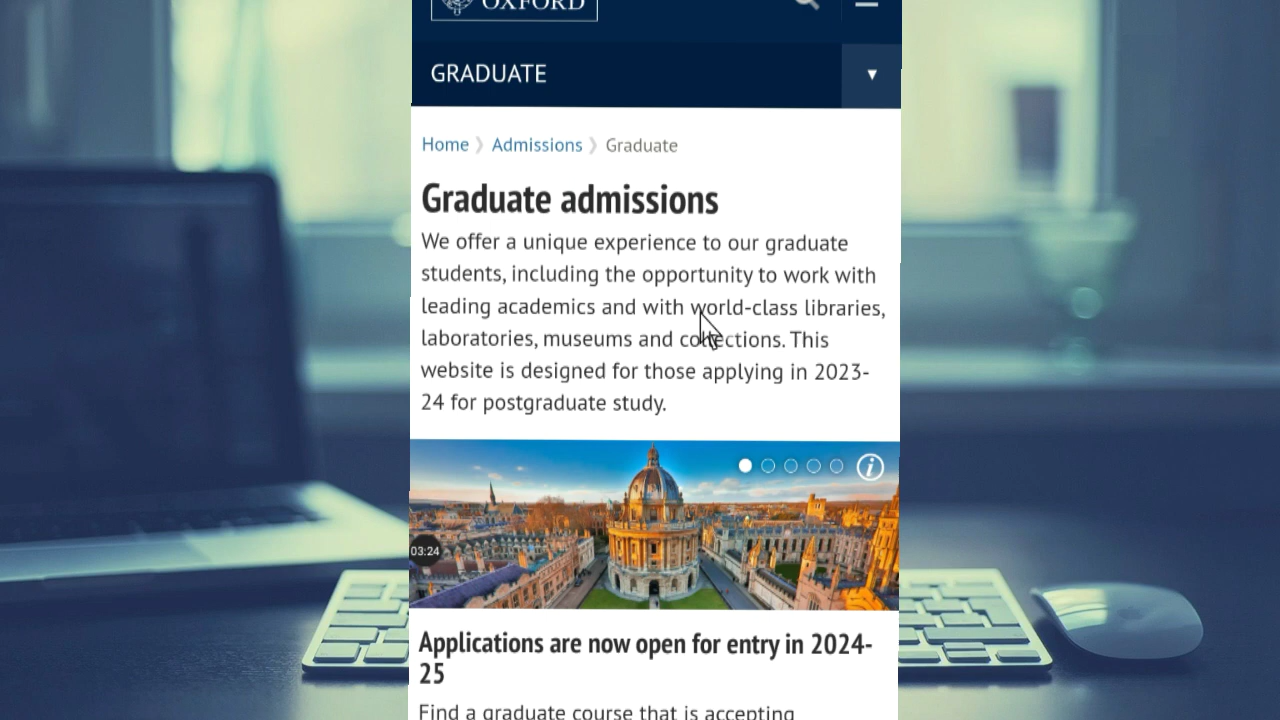 OXFORD
GRADUATE
Home 》 Admissions 》 Graduate
Graduate admissions
We offer a unique experience to our graduate
students, including the opportunity to work with
leading academics and with world-class libraries,
laboratories, museums and collections. This
website is designed for those applying in 2023-
24 for postgraduate study.
03:24
Applications are now open for entry in 2024-
25
Find a graduate course that is accepting